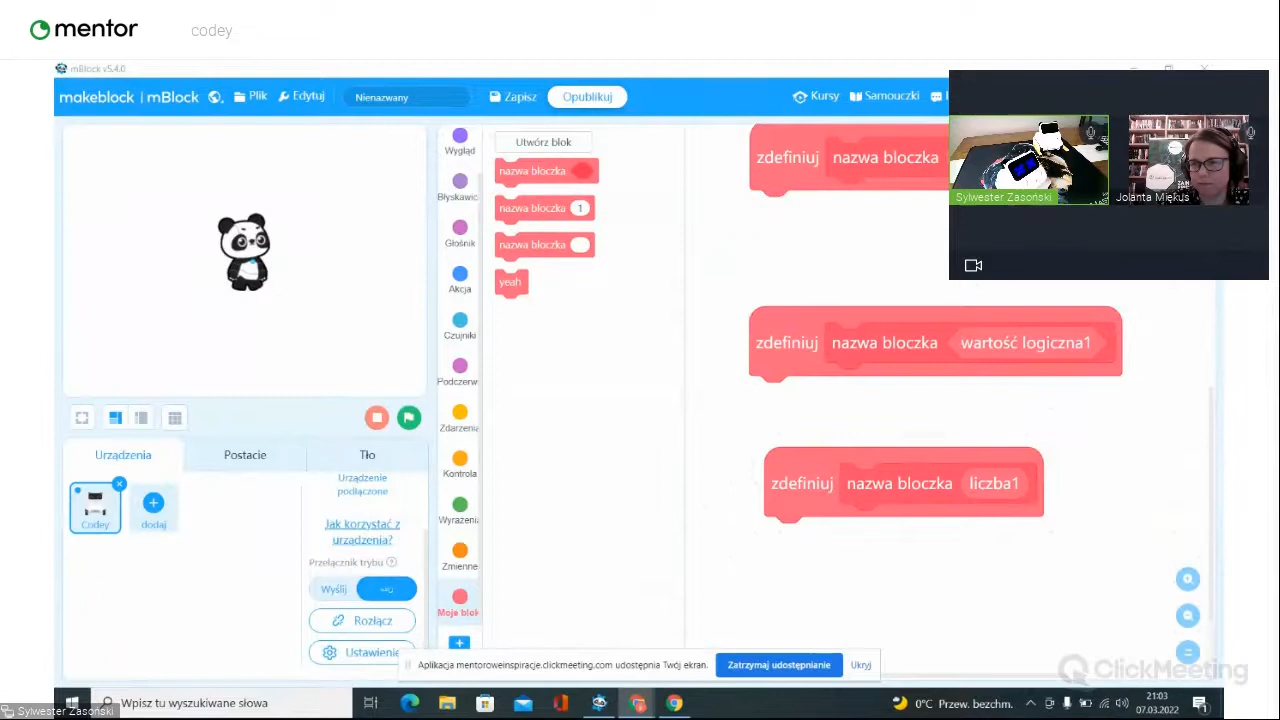 mentor
codey
mBlock v5.4.0
makeblock | mBlock
Plik
Edytuj
Nienazwany
Zapisz
Opublikuj
Kursy
Samouczki
Sylwester Zasoński
Jolanta Miękus
Wygląd
Błyskawic
Głośnik
Akcja
Czujniki
Podczerw
Zdarzenia
Kontrola
Wyrażenia
Zmienne
Moje blok
Utwórz blok
nazwa bloczka
nazwa bloczka 1
nazwa bloczka
yeah
zdefiniuj nazwa bloczka
zdefiniuj nazwa bloczka wartość logiczna1
zdefiniuj nazwa bloczka liczba1
Urządzenia
Postacie
Tło
Codey
dodaj
Urządzenie
podłączone
Jak korzystać z
urządzenia?
Przełącznik trybu
Wyślij
Rozłącz
Ustawienie
Aplikacja mentoroweinspiracje.clickmeeting.com udostępnia Twój ekran.
Zatrzymaj udostępnianie
Ukryj
ClickMeeting
Wpisz tu wyszukiwane słowa
0°C Przew. bezchm.
21:03
07.03.2022
1
Sylwester Zasoński